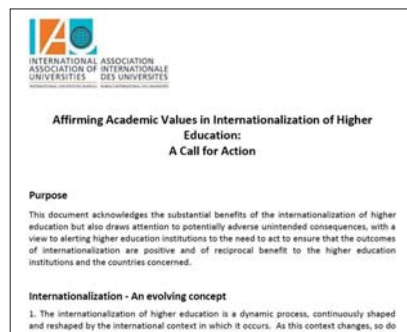 IAU
INTERNATIONAL ASSOCIATION
ASSOCIATION OF INTERNATIONALE
UNIVERSITIES DES UNIVERSITES
Affirming Academic Values in Internationalization of Higher
Education:
A Call for Action
Purpose
This document acknowledges the substantial benefits of the internationalization of higher
education but also draws attention to potentially adverse unintended consequences, with a
view to alerting higher education institutions to the need to act to ensure that the outcomes
of internationalization are positive and of reciprocal benefit to the higher education
institutions and the countries concerned.
Internationalization - An evolving concept
1. The internationalization of higher education is a dynamic process, continuously shaped
and reshaped by the international context in which it occurs. As this context changes, so do